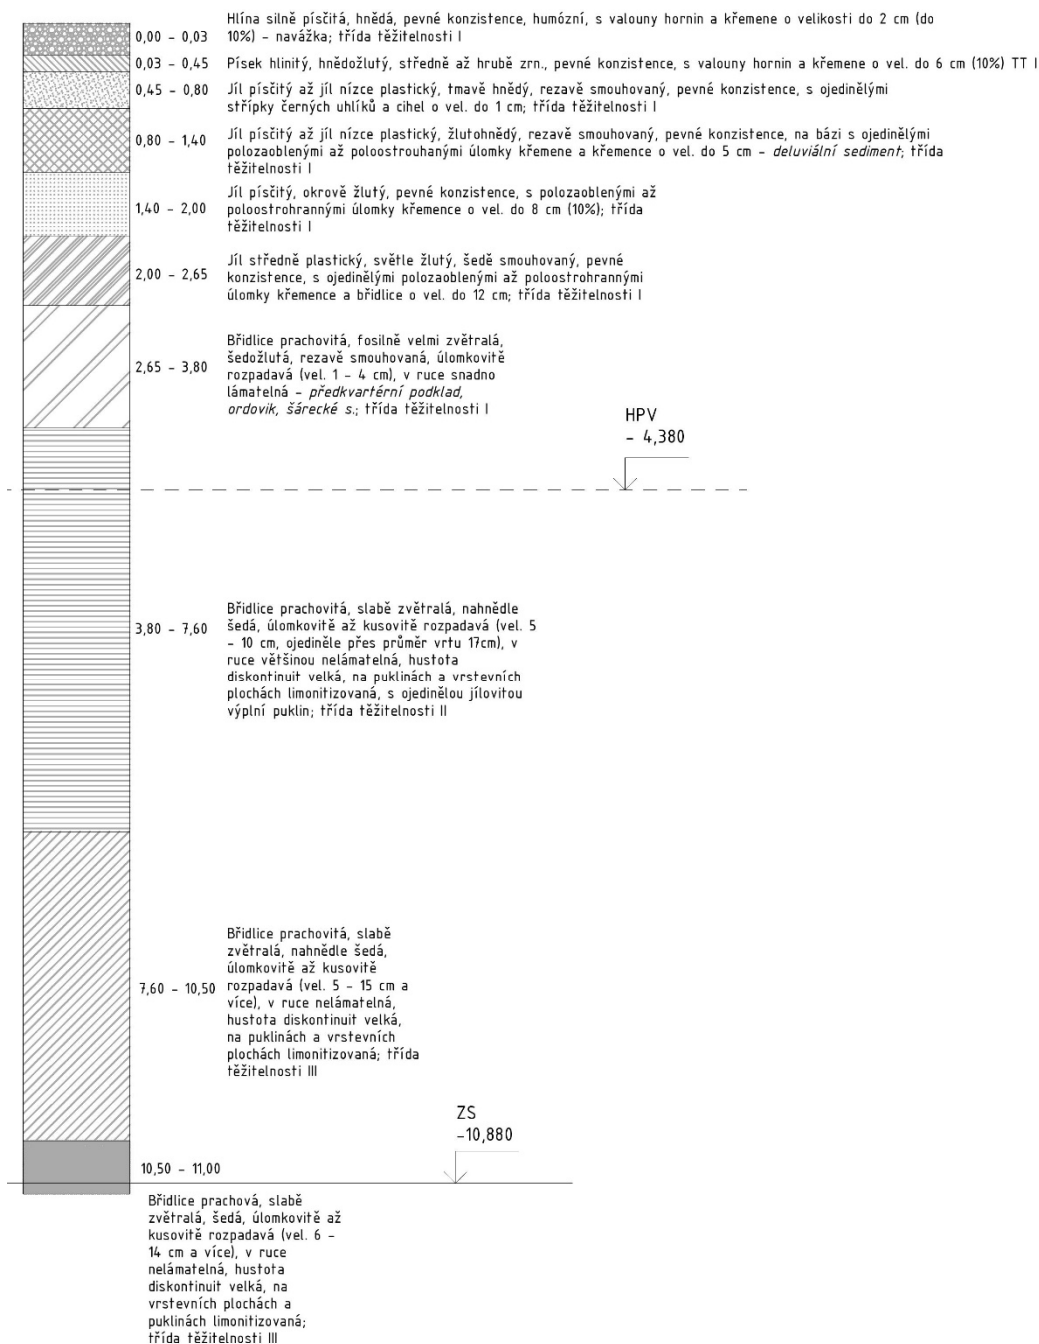 Hlína silně písčitá, hnědá, pevné konzistence, humózní, s valouny hornin a křemene o velikosti do 2 cm (do
0,00 – 0,03
10%) – navážka; třída těžitelnosti I
0,03 – 0,45
Písek hlinitý, hnědožlutý, středně až hrubě zrn., pevné konzistence, s valouny hornin a křemene o vel. do 6 cm (10%) TT I
0,45 – 0,80
Jíl písčitý až jíl nízce plastický, tmavě hnědý, rezavě smouhovaný, pevné konzistence, s ojedinělými
střípky černých uhlíků a cihel o vel. do 1 cm; třída těžitelnosti I
0,80 – 1,40
Jíl písčitý až jíl nízce plastický, žlutohnědý, rezavě smouhovaný, pevné konzistence, na bázi s ojedinělými
polozaoblenými až poloostrouhanými úlomky křemene a křemence o vel. do 5 cm – deluviální sediment; třída
těžitelnosti I
1,40 – 2,00
Jíl písčitý, okrově žlutý, pevné konzistence, s polozaoblenými až
poloostrohrannými úlomky křemence o vel. do 8 cm (10%); třída
těžitelnosti I
2,00 – 2,65
Jíl středně plastický, světle žlutý, šedě smouhovaný, pevné
konzistence, s ojedinělými polozaoblenými až poloostrohrannými
úlomky křemence a břidlice o vel. do 12 cm; třída těžitelnosti I
2,65 – 3,80
Břidlice prachovitá, fosilně velmi zvětralá,
šedožlutá, rezavě smouhovaná, úlomkovitě
rozpadavá (vel. 1 – 4 cm), v ruce snadno
lámatelná – předkvartérní podklad,
ordovik, šárecké s.; třída těžitelnosti I
HPV
– 4,380
3,80 – 7,60
Břidlice prachovitá, slabě zvětralá, nahnědle
šedá, úlomkovitě až kusovitě rozpadavá (vel. 5
– 10 cm, ojediněle přes průměr vrtu 17cm), v
ruce většinou nelámatelná, hustota
diskontinuit velká, na puklinách a vrstevních
plochách limonitizovaná, s ojedinělou jílovitou
výplní puklin; třída těžitelnosti II
7,60 – 10,50
Břidlice prachovitá, slabě
zvětralá, nahnědle šedá,
úlomkovitě až kusovitě
rozpadavá (vel. 5 – 15 cm a
více), v ruce nelámatelná,
hustota diskontinuit velká,
na puklinách a vrstevních
plochách limonitizovaná; třída
těžitelnosti III
ZS
-10,880
10,50 – 11,00
Břidlice prachová, slabě
zvětralá, šedá, úlomkovitě až
kusovitě rozpadavá (vel. 6 –
14 cm a více), v ruce
nelámatelná, hustota
diskontinuit velká, na
vrstevních plochách a
puklinách limonitizovaná;
třída těžitelnosti III